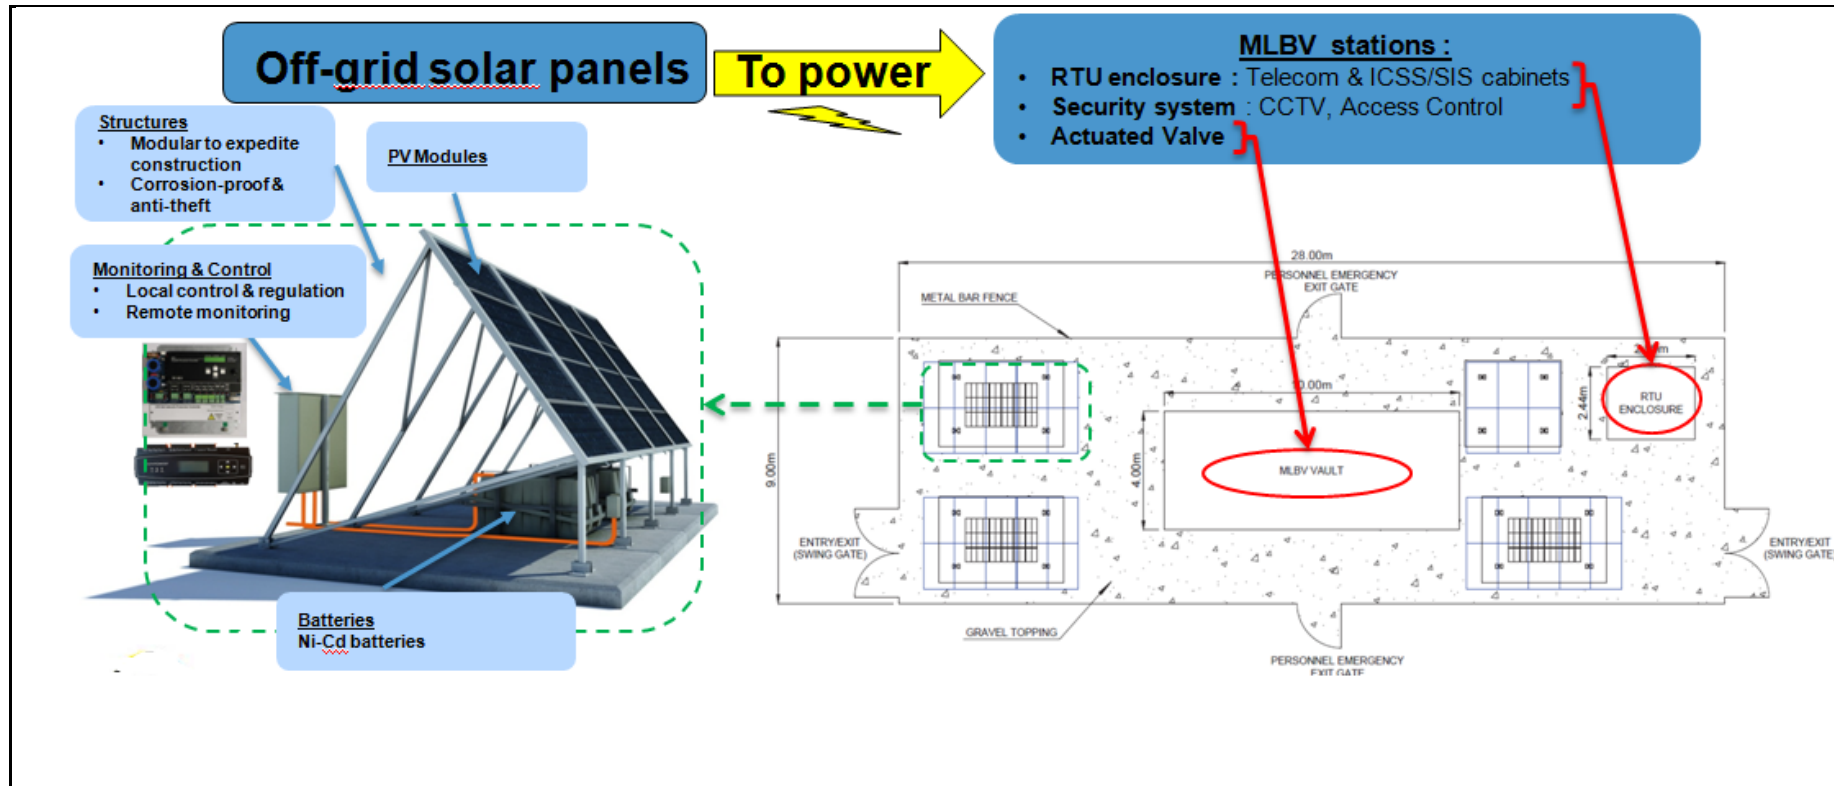 Off-grid solar panels
To power
MLBV stations :
• RTU enclosure : Telecom & ICSS/SIS cabinets
• Security system : CCTV, Access Control
• Actuated Valve
Structures
• Modular to expedite
construction
• Corrosion-proof &
anti-theft
PV Modules
Monitoring & Control
• Local control & regulation
• Remote monitoring
Batteries
Ni-Cd batteries
28.00m
PERSONNEL EMERGENCY
EXIT GATE
METAL BAR FENCE
9.00m
4.00m
MLBV VAULT
2.44m
RTU
ENCLOSURE
ENTRY/EXIT
(SWING GATE)
ENTRY/EXIT
(SWING GATE)
GRAVEL TOPPING
PERSONNEL EMERGENCY
EXIT GATE